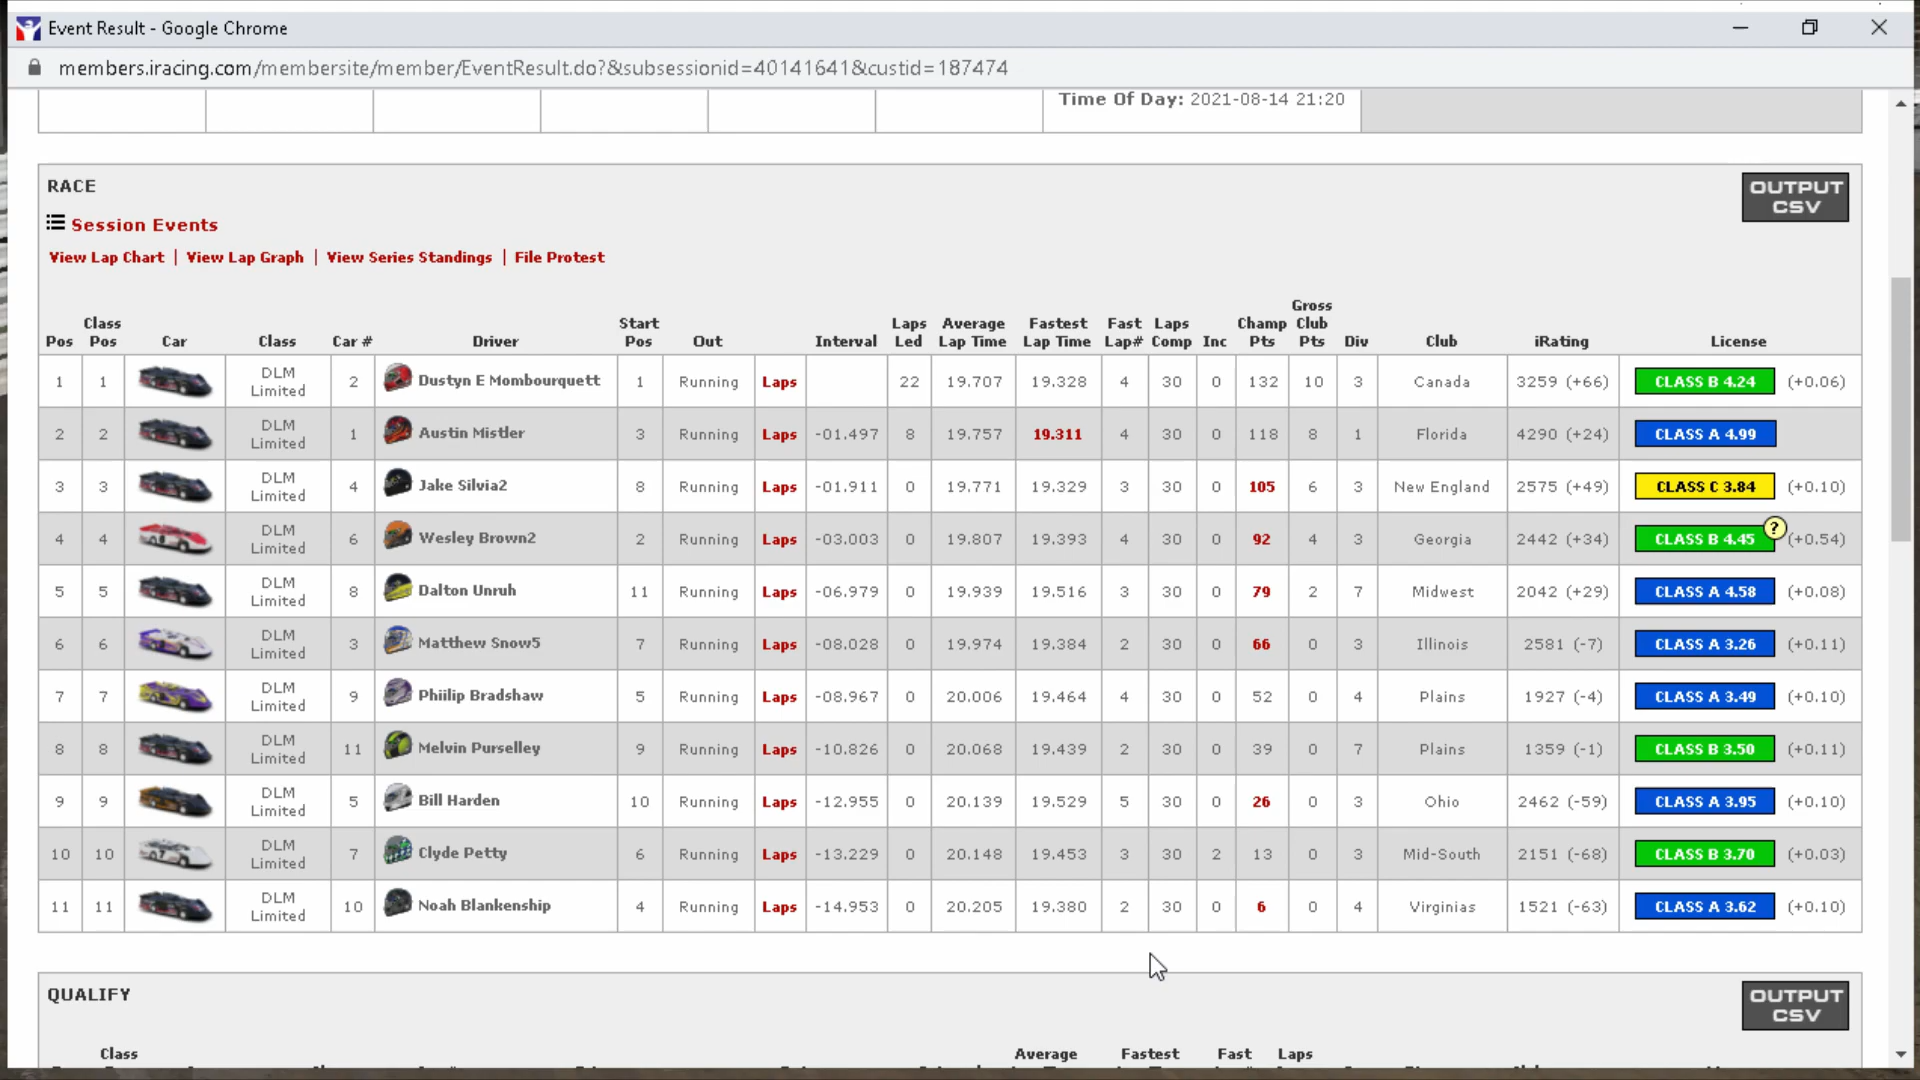 Event Result - Google Chrome
members.iracing.com/membersite/member/EventResult.do?&subsessionid=40141641&custid=187474
Time Of Day: 2021-08-14 21:20
RACE
OUTPUT CSV
Session Events
View Lap Chart | View Lap Graph | View Series Standings | File Protest
Pos Class Pos Car Class Car # Driver Start Pos Out Interval Laps Led Average Lap Time Fastest Lap Time Fast Lap# Laps Comp Inc Champ Pts Gross Club Pts Div Club iRating License
1 1 DLM Limited 2 Dustyn E Mombourquett 1 Running Laps 22 19.707 19.328 4 30 0 132 10 3 Canada 3259 (+66) CLASS B 4.24 (+0.06)
2 2 DLM Limited 1 Austin Mistler 3 Running Laps -01.497 8 19.757 19.311 4 30 0 118 8 1 Florida 4290 (+24) CLASS A 4.99
3 3 DLM Limited 4 Jake Silvia2 8 Running Laps -01.911 0 19.771 19.329 3 30 0 105 6 3 New England 2575 (+49) CLASS C 3.84 (+0.10)
4 4 DLM Limited 6 Wesley Brown2 2 Running Laps -03.003 0 19.807 19.393 4 30 0 92 4 3 Georgia 2442 (+34) CLASS B 4.45 ? (+0.54)
5 5 DLM Limited 8 Dalton Unruh 11 Running Laps -06.979 0 19.939 19.516 3 30 0 79 2 7 Midwest 2042 (+29) CLASS A 4.58 (+0.08)
6 6 DLM Limited 3 Matthew Snow5 7 Running Laps -08.028 0 19.974 19.384 2 30 0 66 0 3 Illinois 2581 (-7) CLASS A 3.26 (+0.11)
7 7 DLM Limited 9 Phiilip Bradshaw 5 Running Laps -08.967 0 20.006 19.464 4 30 0 52 0 4 Plains 1927 (-4) CLASS A 3.49 (+0.10)
8 8 DLM Limited 11 Melvin Purselley 9 Running Laps -10.826 0 20.068 19.439 2 30 0 39 0 7 Plains 1359 (-1) CLASS B 3.50 (+0.11)
9 9 DLM Limited 5 Bill Harden 10 Running Laps -12.955 0 20.139 19.529 5 30 0 26 0 3 Ohio 2462 (-59) CLASS A 3.95 (+0.10)
10 10 DLM Limited 7 Clyde Petty 6 Running Laps -13.229 0 20.148 19.453 3 30 2 13 0 3 Mid-South 2151 (-68) CLASS B 3.70 (+0.03)
11 11 DLM Limited 10 Noah Blankenship 4 Running Laps -14.953 0 20.205 19.380 2 30 0 6 0 4 Virginias 1521 (-63) CLASS A 3.62 (+0.10)
QUALIFY
OUTPUT CSV
Class Average Fastest Fast Laps